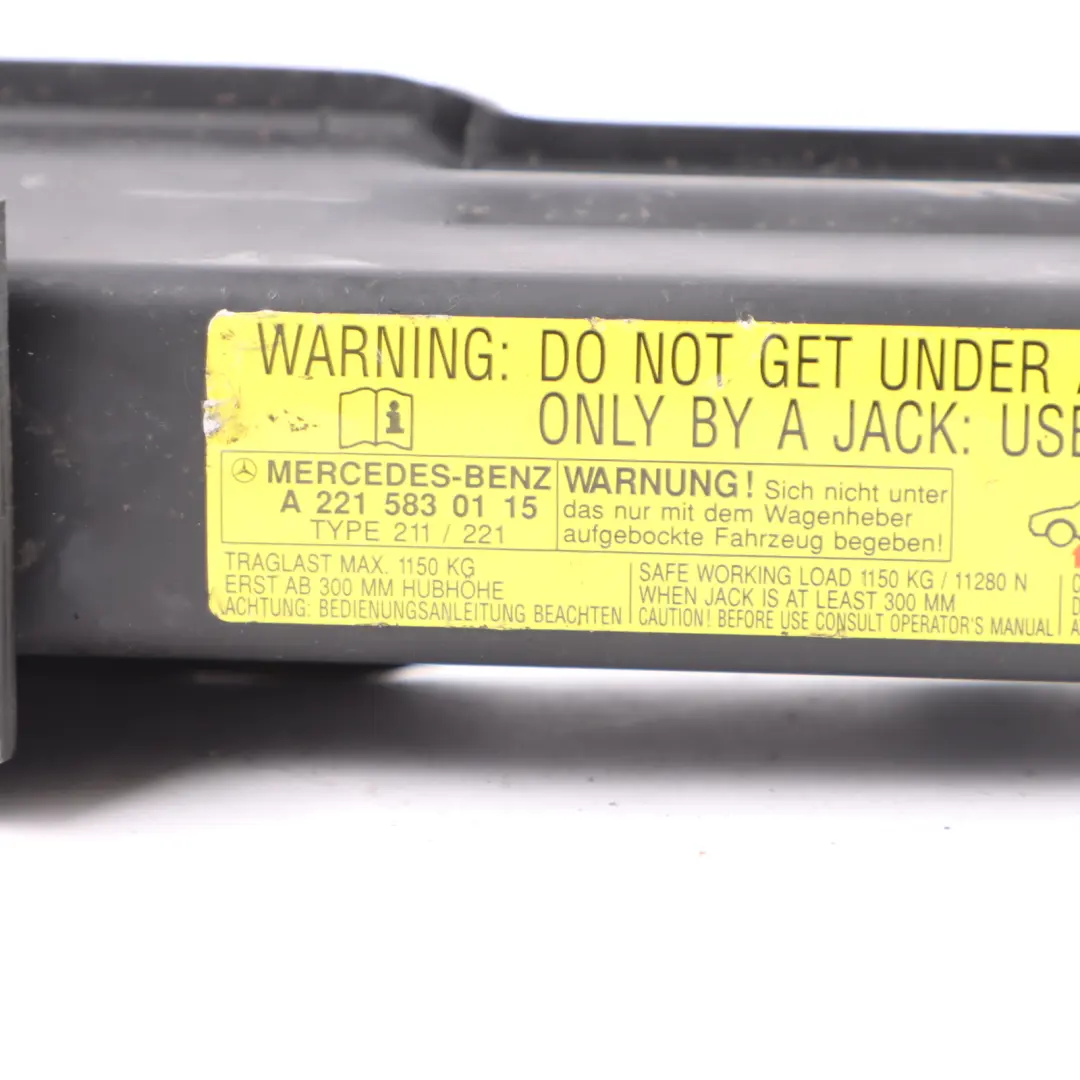 WARNING: DO NOT GET UNDER
ONLY BY A JACK: USE
MERCEDES-BENZ
A 221 583 01 15
TYPE 211 / 221
WARNUNG! Sich nicht unter
das nur mit dem Wagenheber
aufgebockte Fahrzeug begeben!
TRAGLAST MAX. 1150 KG
ERST AB 300 MM HUBHÖHE
ACHTUNG: BEDIENUNGSANLEITUNG BEACHTEN
SAFE WORKING LOAD 1150 KG / 11280 N
WHEN JACK IS AT LEAST 300 MM
CAUTION! BEFORE USE CONSULT OPERATOR'S MANUAL